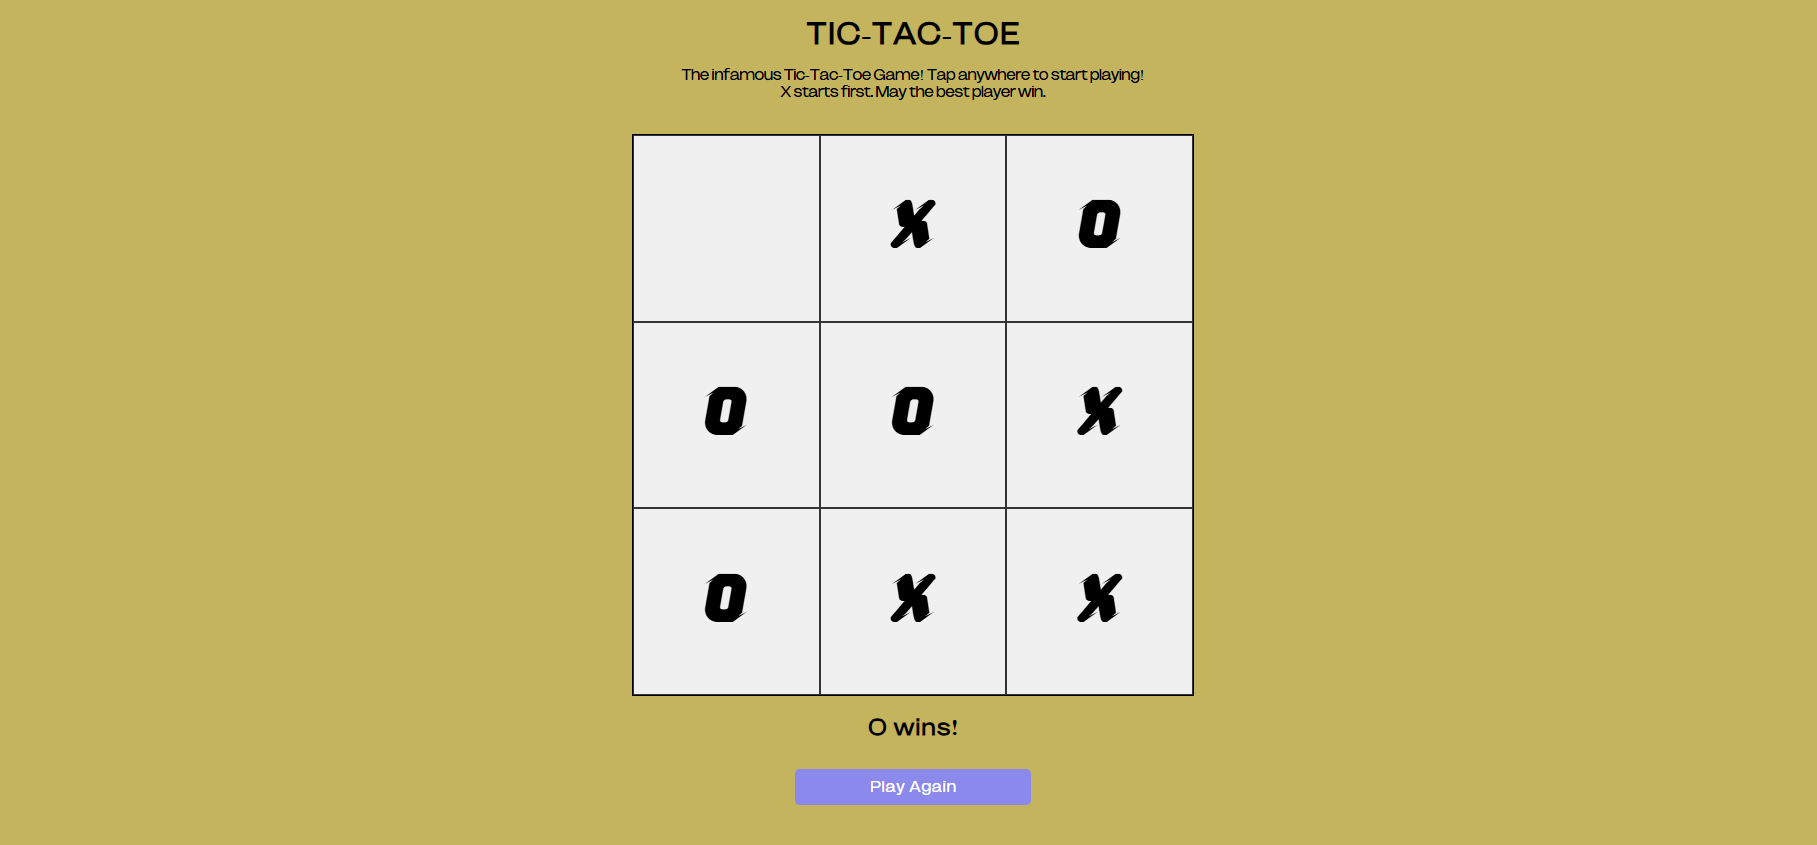 TIC-TAC-TOE
The infamous Tic-Tac-Toe Game! Tap anywhere to start playing!
X starts first. May the best player win.
X O
O O X
O X X
O wins!
Play Again